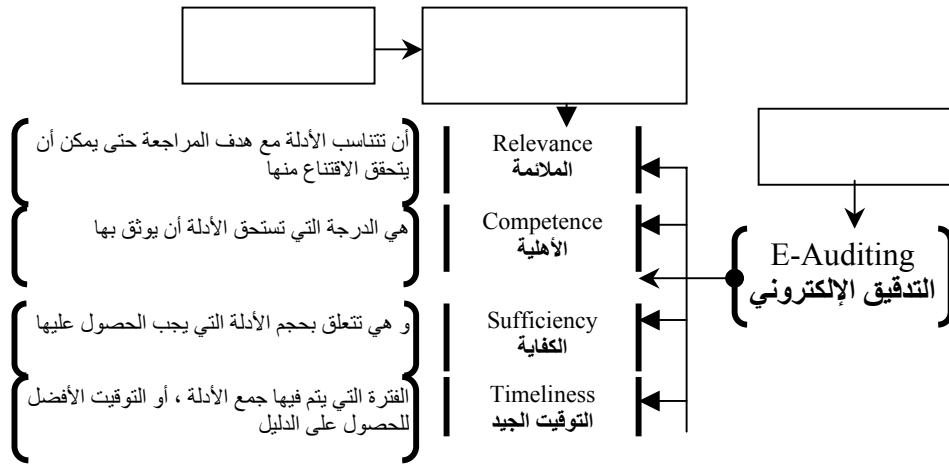 Relevance
الملائمة
أن تتناسب الأدلة مع هدف المراجعة حتى يمكن أن
يتحقق الاقتناع منها
Competence
الأهلية
هي الدرجة التي تستحق الأدلة أن يوثق بها
E-Auditing
التدقيق الإلكتروني
Sufficiency
الكفاية
و هي تتعلق بحجم الأدلة التي يجب الحصول عليها
Timeliness
التوقيت الجيد
الفترة التي يتم فيها جمع الأدلة ، أو التوقيت الأفضل
للحصول على الدليل